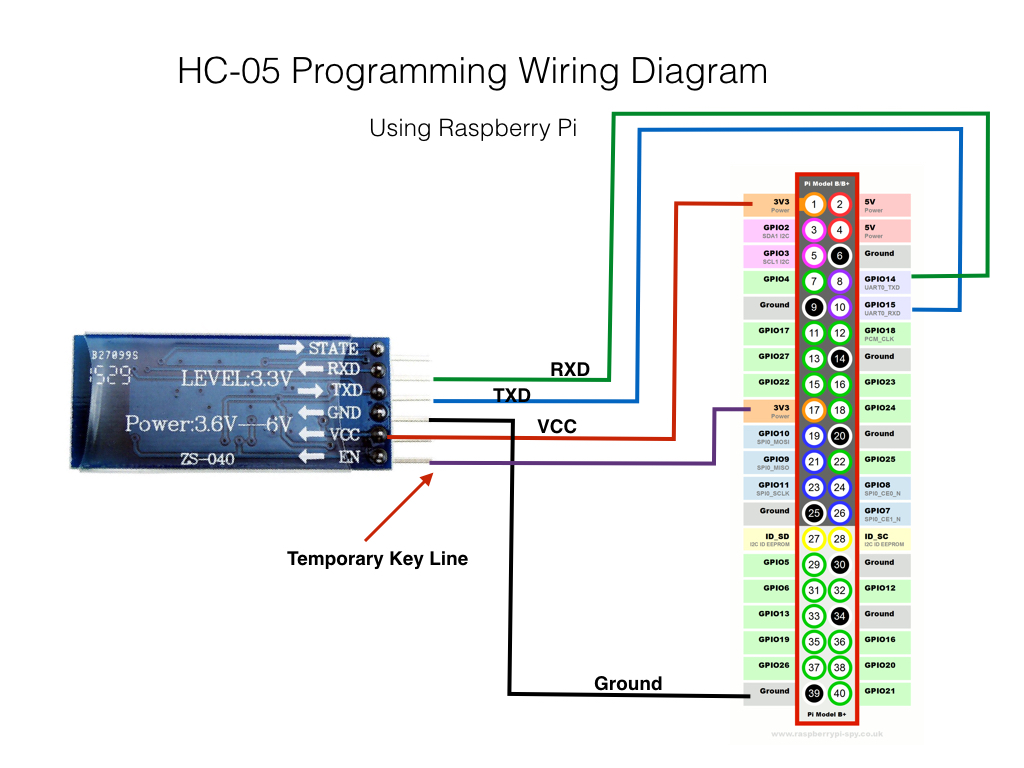 HC-05 Programming Wiring Diagram
Using Raspberry Pi
B27099S
1529
LEVEL:3.3V
Power:3.6V---6V
ZS-040
STATE
RXD
TXD
GND
VCC
EN
RXD
TXD
VCC
Temporary Key Line
Ground
Pi Model B/B+
3V3 1 2 5V
Power Power
GPIO2 3 4 5V
SDA1 I2C Power
GPIO3 5 6 Ground
SCL1 I2C
GPIO4 7 8 GPIO14
UART0_TXD
Ground 9 10 GPIO15
UART0_RXD
GPIO17 11 12 GPIO18
PCM_CLK
GPIO27 13 14 Ground
GPIO22 15 16 GPIO23
3V3 17 18 GPIO24
Power
GPIO10 19 20 Ground
SPI0_MOSI
GPIO9 21 22 GPIO25
SPI0_MISO
GPIO11 23 24 GPIO8
SPI0_SCLK SPI0_CE0_N
Ground 25 26 GPIO7
SPI0_CE1_N
ID_SD 27 28 ID_SC
I2C ID EEPROM I2C ID EEPROM
GPIO5 29 30 Ground
GPIO6 31 32 GPIO12
GPIO13 33 34 Ground
GPIO19 35 36 GPIO16
GPIO26 37 38 GPIO20
Ground 39 40 GPIO21
Pi Model B+
www.raspberrypi-spy.co.uk